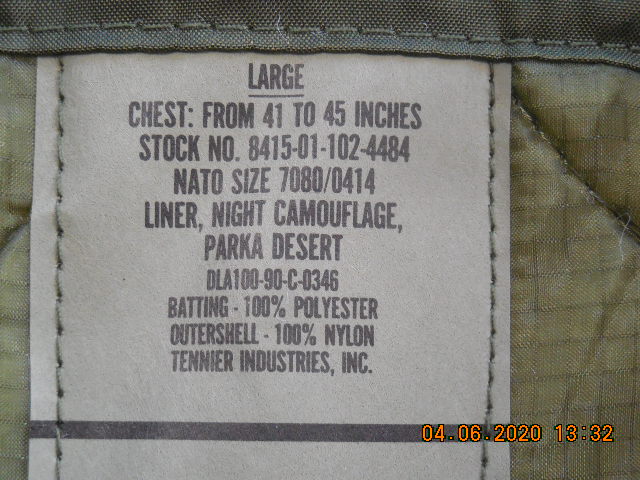 LARGE
CHEST: FROM 41 TO 45 INCHES
STOCK NO. 8415-01-102-4484
NATO SIZE 7080/0414
LINER, NIGHT CAMOUFLAGE,
PARKA DESERT
DLA100-90-C-0346
BATTING - 100% POLYESTER
OUTERSHELL - 100% NYLON
TENNIER INDUSTRIES, INC.
04.06.2020 13:32